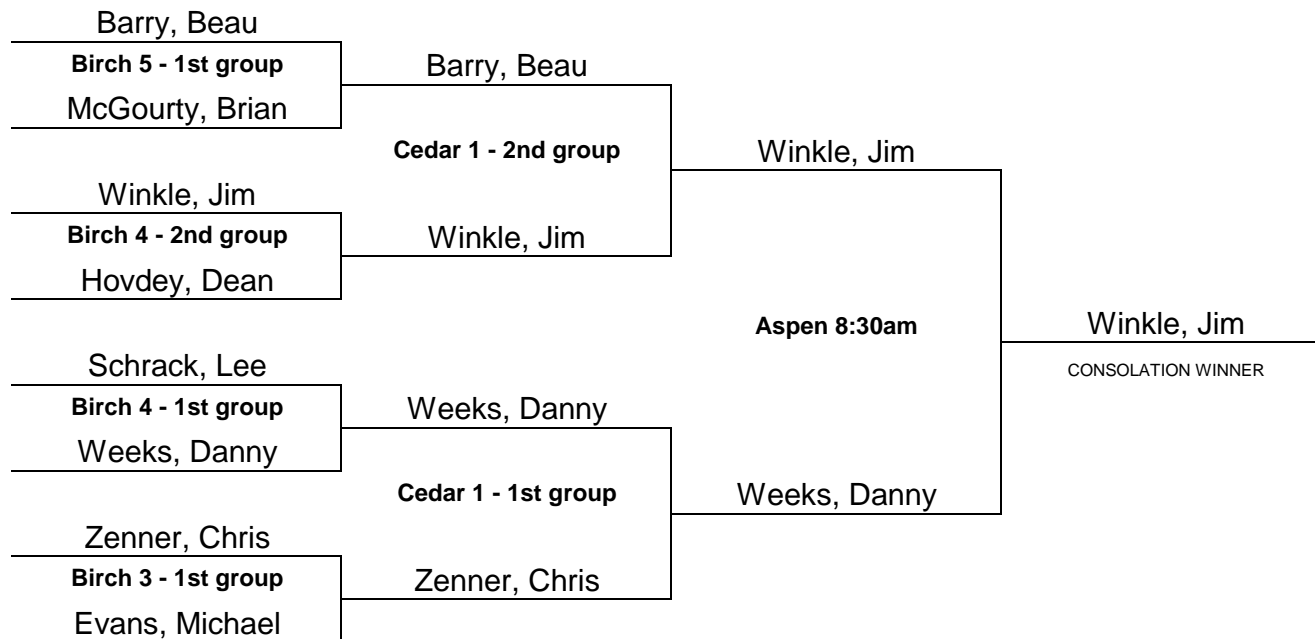 Barry, Beau
Birch 5 - 1st group
McGourty, Brian
Winkle, Jim
Birch 4 - 2nd group
Hovdey, Dean
Schrack, Lee
Birch 4 - 1st group
Weeks, Danny
Zenner, Chris
Birch 3 - 1st group
Evans, Michael
Barry, Beau
Cedar 1 - 2nd group
Winkle, Jim
Weeks, Danny
Cedar 1 - 1st group
Zenner, Chris
Winkle, Jim
Aspen 8:30am
Weeks, Danny
Winkle, Jim
CONSOLATION WINNER